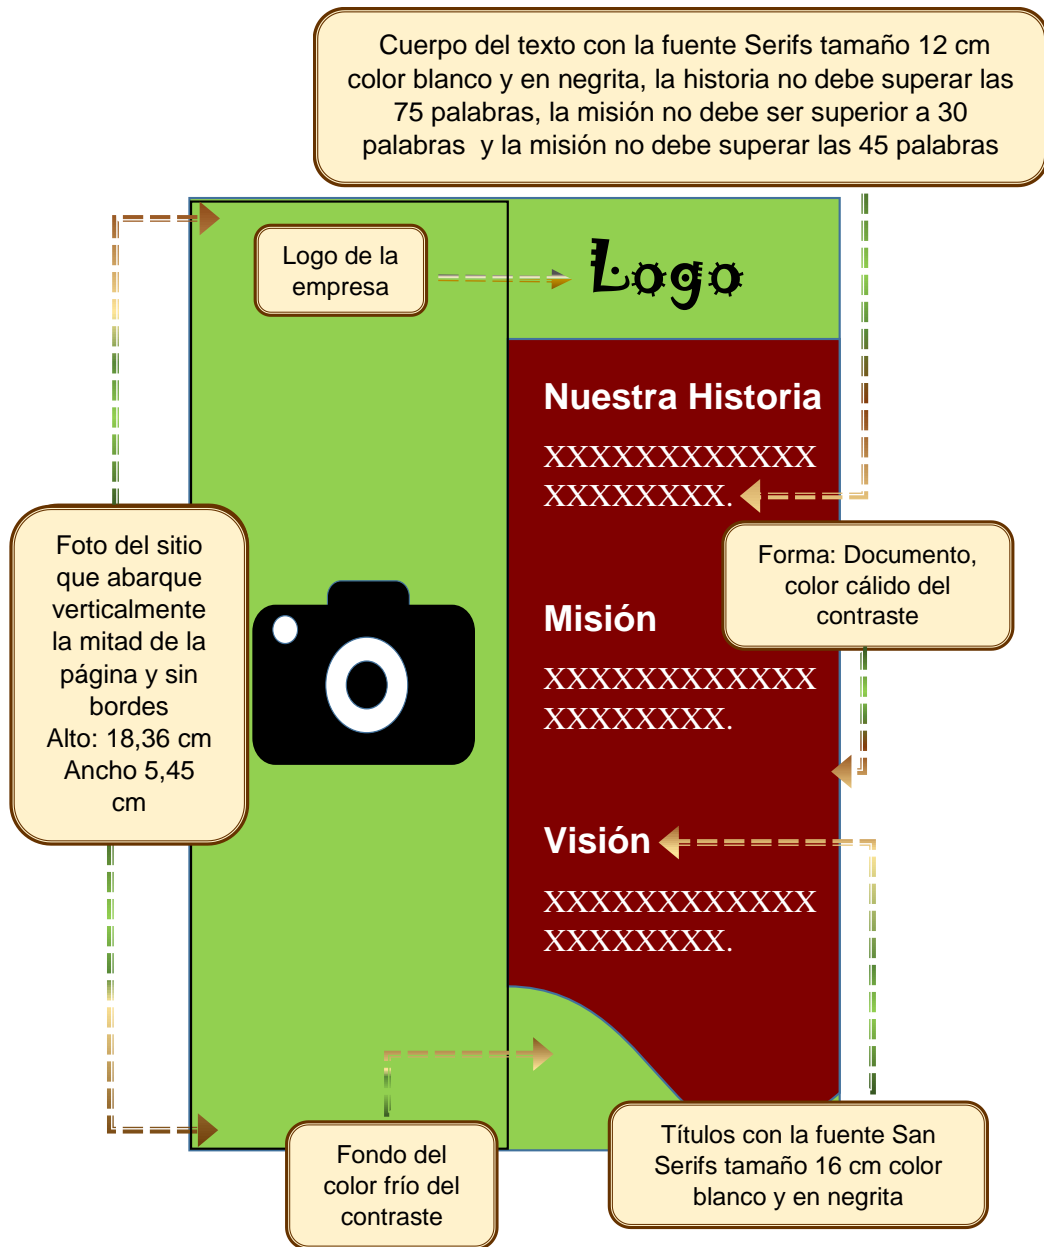 Cuerpo del texto con la fuente Serifs tamaño 12 cm
color blanco y en negrita, la historia no debe superar las
75 palabras, la misión no debe ser superior a 30
palabras  y la misión no debe superar las 45 palabras
Logo de la
empresa
Logo
Nuestra Historia
XXXXXXXXXXXX
XXXXXXXX.
Foto del sitio
que abarque
verticalmente
la mitad de la
página y sin
bordes
Alto: 18,36 cm
Ancho 5,45
cm
Forma: Documento,
color cálido del
contraste
Misión
XXXXXXXXXXXX
XXXXXXXX.
Visión
XXXXXXXXXXXX
XXXXXXXX.
Fondo del
color frío del
contraste
Títulos con la fuente San
Serifs tamaño 16 cm color
blanco y en negrita